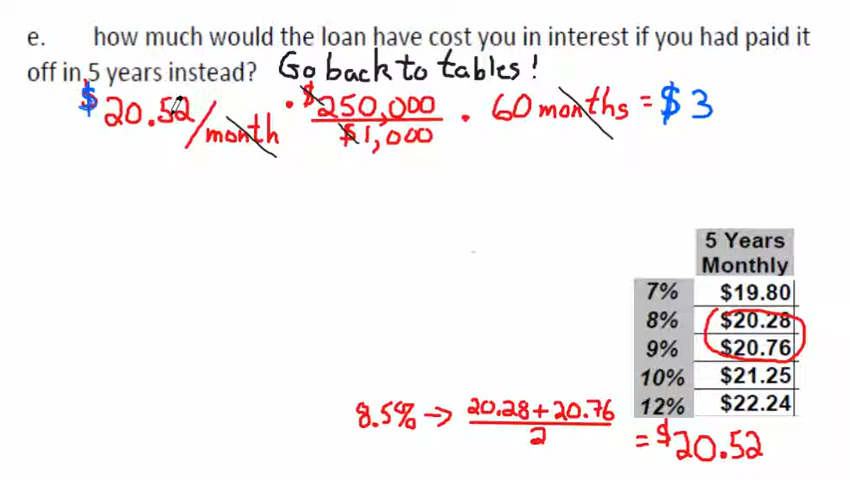 e. how much would the loan have cost you in interest if you had paid it
off in 5 years instead? Go back to tables!
$20.52/month · $250,000/$1,000 · 60 months = $3
5 Years
Monthly
7% $19.80
8% $20.28
9% $20.76
10% $21.25
12% $22.24
8.5% → 20.28+20.76/2 = $20.52